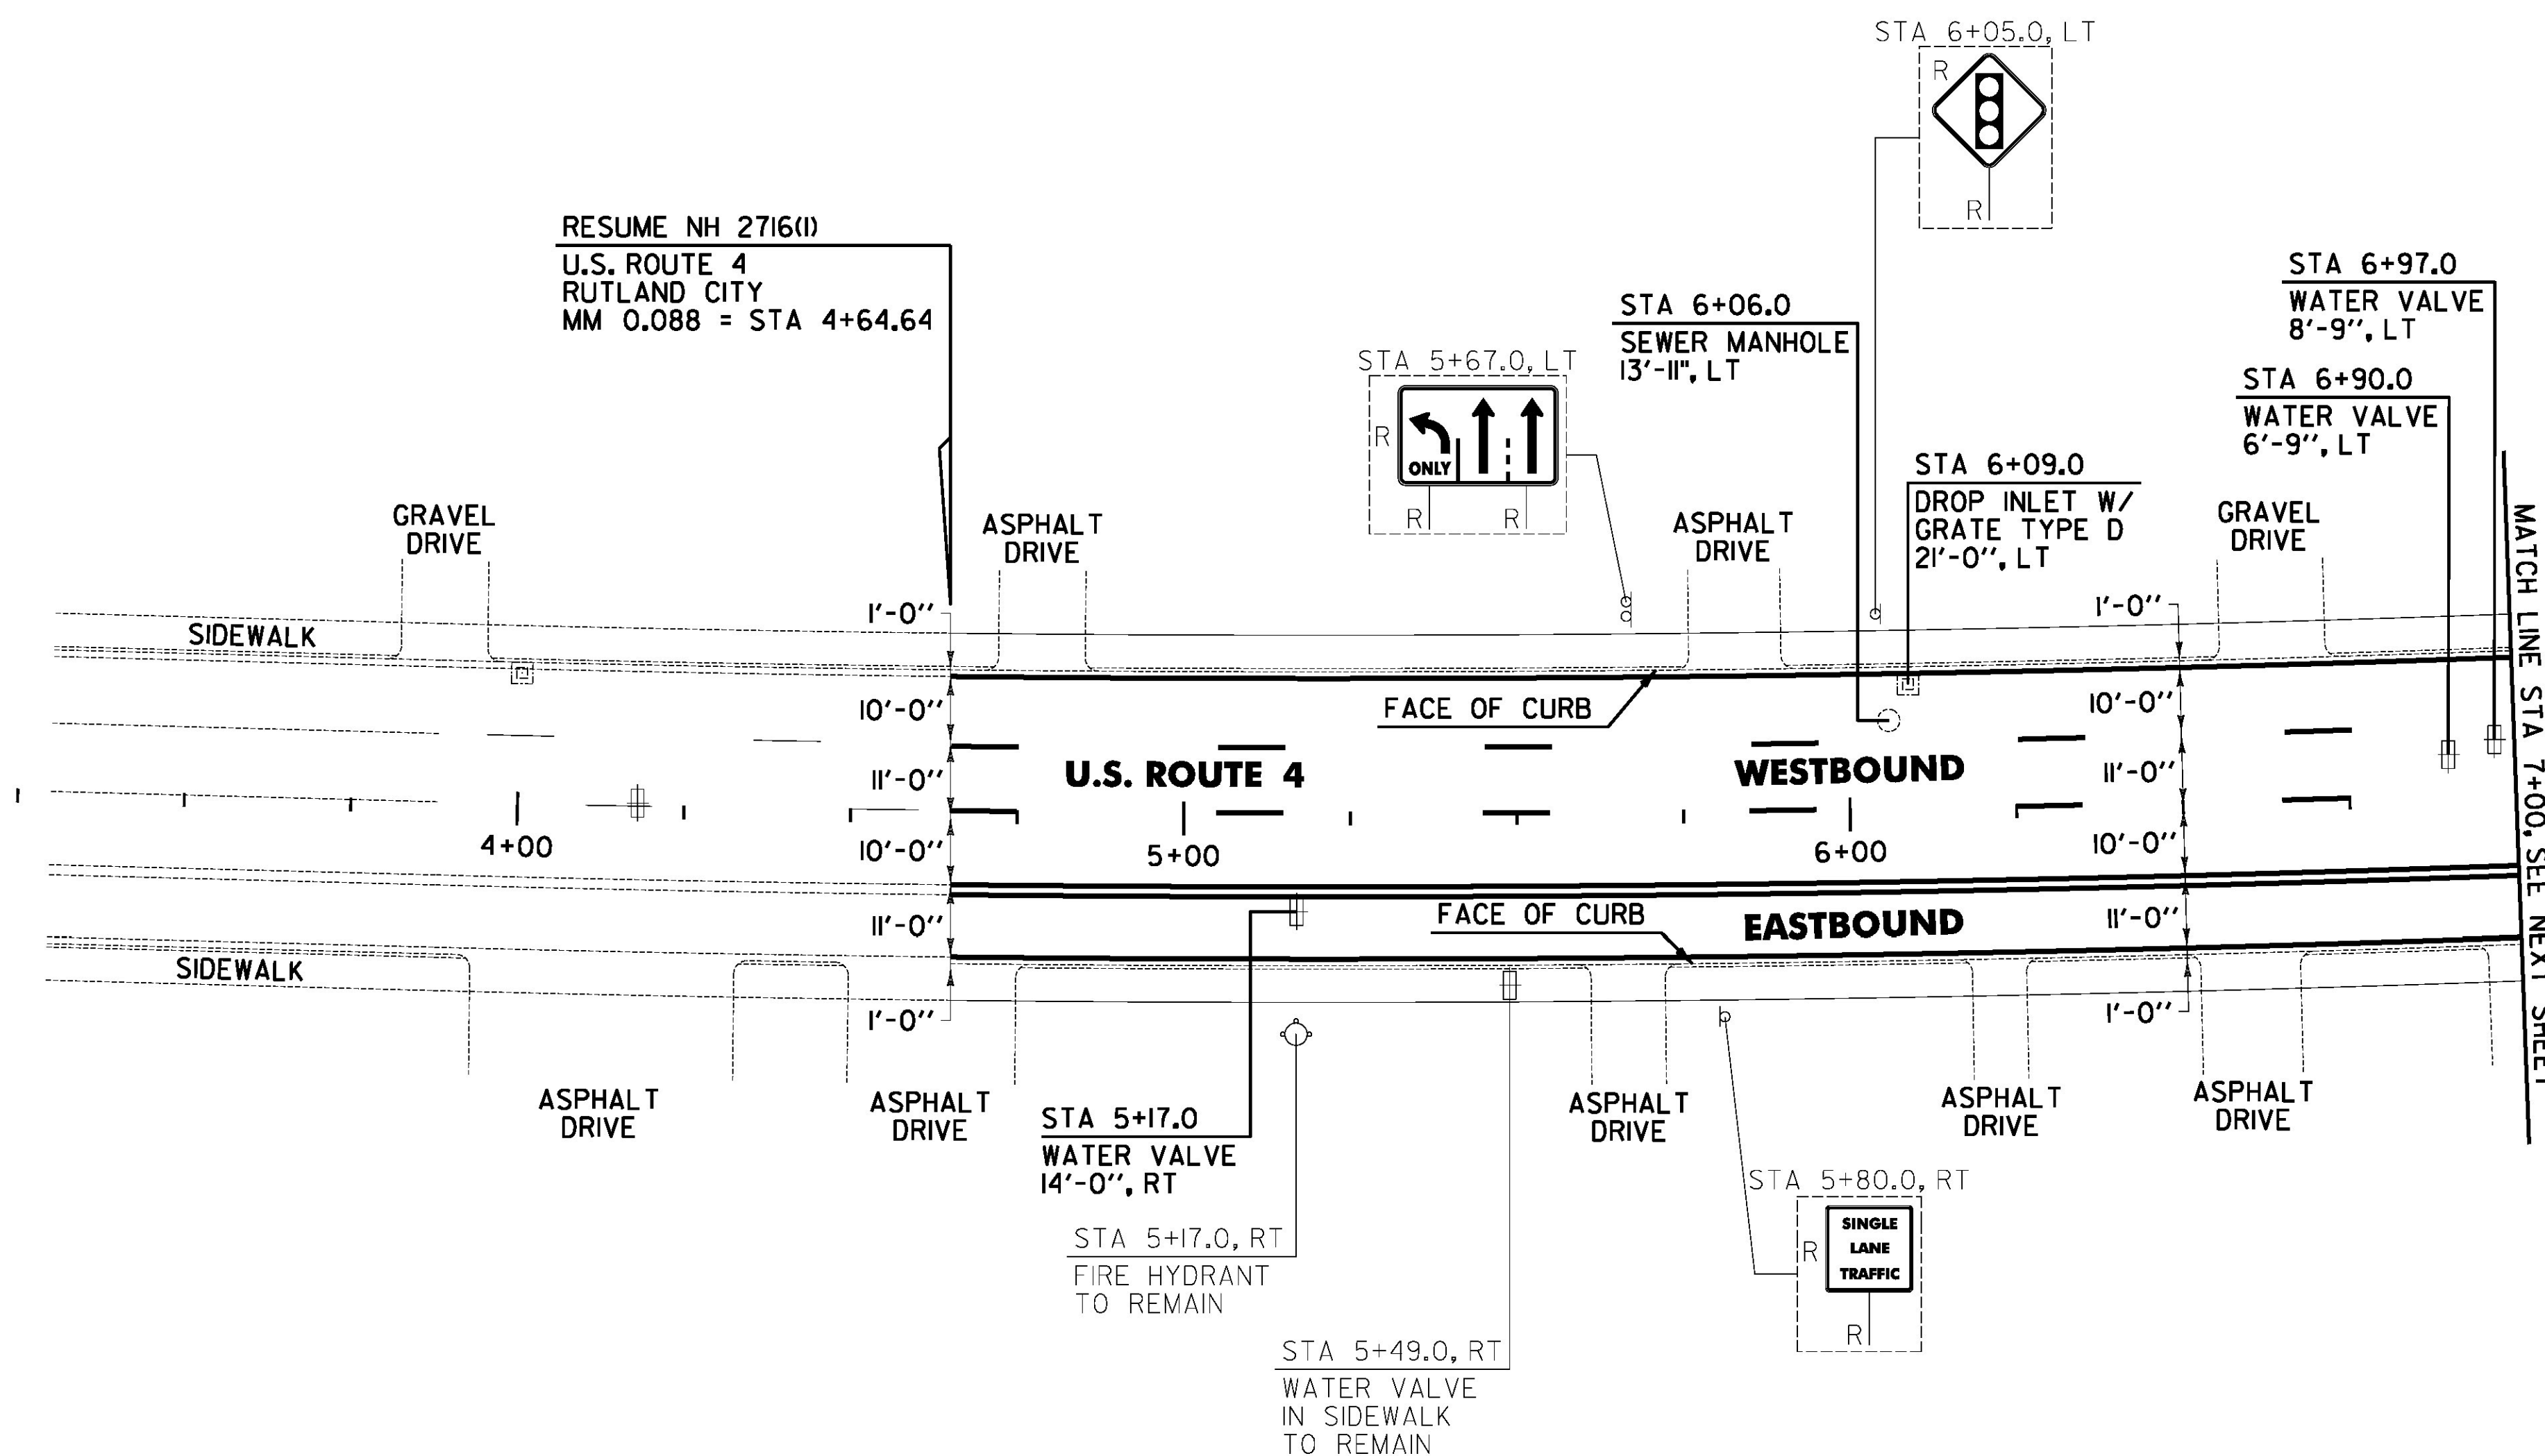 STA 6+05.0, LT
R
R
RESUME NH 2716(1)
U.S. ROUTE 4
RUTLAND CITY
MM 0.088 = STA 4+64.64
STA 6+97.0
WATER VALVE
8'-9'', LT
STA 6+06.0
SEWER MANHOLE
13'-11", LT
STA 5+67.0, LT
R
ONLY
R
R
STA 6+90.0
WATER VALVE
6'-9'', LT
STA 6+09.0
DROP INLET W/
GRATE TYPE D
21'-0'', LT
GRAVEL
DRIVE
ASPHALT
DRIVE
ASPHALT
DRIVE
GRAVEL
DRIVE
MATCH LINE STA 7+00, SEE NEXT SHEET
1'-0''
1'-0''
SIDEWALK
10'-0''
FACE OF CURB
10'-0''
11'-0''
U.S. ROUTE 4
WESTBOUND
11'-0''
4+00
10'-0''
5+00
6+00
10'-0''
11'-0''
FACE OF CURB
EASTBOUND
11'-0''
SIDEWALK
1'-0''
1'-0''
ASPHALT
DRIVE
ASPHALT
DRIVE
STA 5+17.0
WATER VALVE
14'-0'', RT
ASPHALT
DRIVE
ASPHALT
DRIVE
ASPHALT
DRIVE
STA 5+80.0, RT
R
SINGLE
LANE
TRAFFIC
R
STA 5+17.0, RT
FIRE HYDRANT
TO REMAIN
STA 5+49.0, RT
WATER VALVE
IN SIDEWALK
TO REMAIN